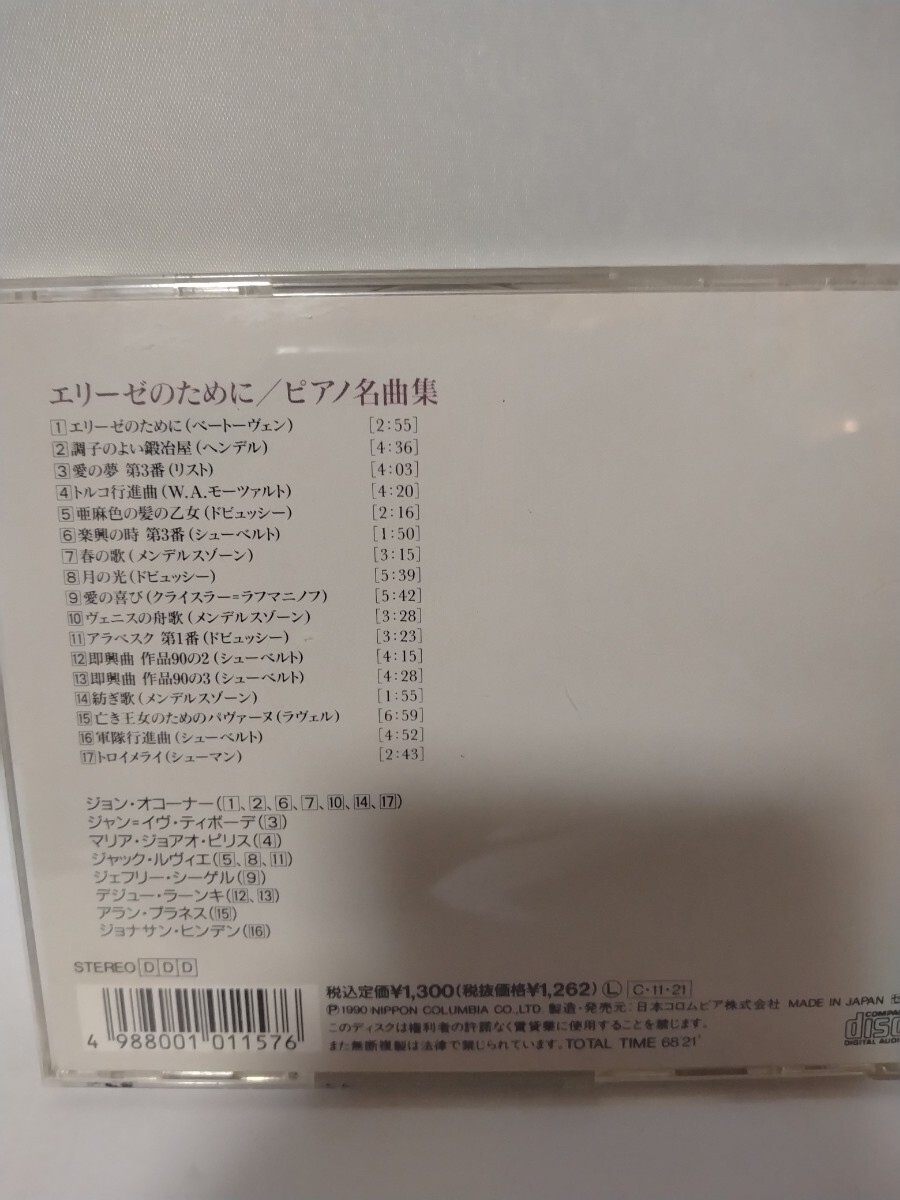 エリーゼのために/ピアノ名曲集
1 エリーゼのために(ベートーヴェン) [2:55]
2 調子のよい鍛冶屋(ヘンデル) [4:36]
3 愛の夢 第3番(リスト) [4:03]
4 トルコ行進曲(W.A.モーツァルト) [4:20]
5 亜麻色の髪の乙女(ドビュッシー) [2:16]
6 楽興の時 第3番(シューベルト) [1:50]
7 春の歌(メンデルスゾーン) [3:15]
8 月の光(ドビュッシー) [5:39]
9 愛の喜び(クライスラー=ラフマニノフ) [5:42]
10 ヴェニスの舟歌(メンデルスゾーン) [3:28]
11 アラベスク 第1番(ドビュッシー) [3:23]
12 即興曲 作品90の2(シューベルト) [4:15]
13 即興曲 作品90の3(シューベルト) [4:28]
14 紡ぎ歌(メンデルスゾーン) [1:55]
15 亡き王女のためのパヴァーヌ(ラヴェル) [6:59]
16 軍隊行進曲(シューベルト) [4:52]
17 トロイメライ(シューマン) [2:43]
ジョン・オコーナー(1、2、6、7、10、14、17)
ジャン=イヴ・ティボーデ(3)
マリア・ジョアオ・ピリス(4)
ジャック・ルヴィエ(5、8、11)
ジェフリー・シーゲル(9)
デジュー・ラーンキ(12、13)
アラン・プラネス(15)
ジョナサン・ヒンデン(16)
STEREO DDD
税込定価¥1,300(税抜価格¥1,262) Ⓛ C・11・21
Ⓟ1990 NIPPON COLUMBIA CO.,LTD. 製造・発売元:日本コロムビア株式会社 MADE IN JAPAN
このディスクは権利者の許諾なく賃貸業に使用することを禁じます。
また無断複製は法律で禁じられています。TOTAL TIME 68'21"
4 988001 011576
COMPA
disc
DIGITAL AUDI